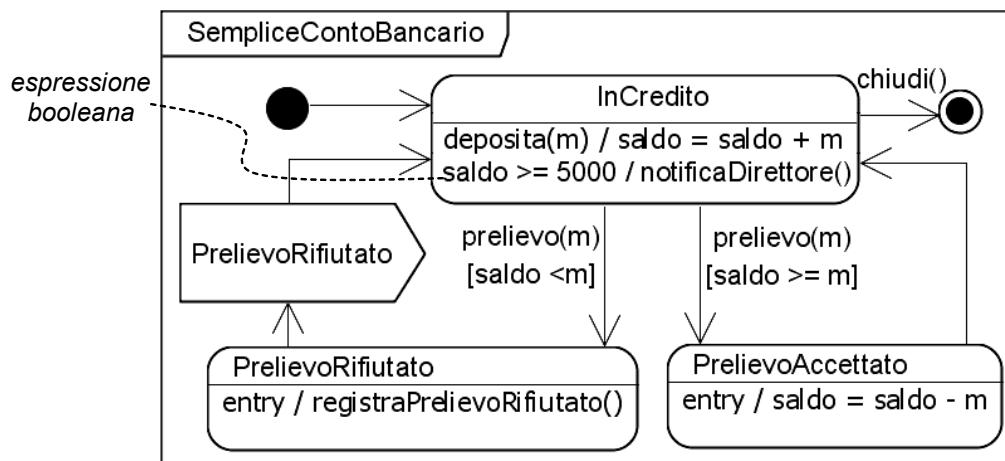 SempliceContoBancario
espressione
booleana
InCredito
chiudi()
deposita(m) / saldo = saldo + m
saldo >= 5000 / notificaDirettore()
PrelievoRifiutato
prelievo(m)
[saldo <m]
prelievo(m)
[saldo >= m]
PrelievoRifiutato
entry / registraPrelievoRifiutato()
PrelievoAccettato
entry / saldo = saldo - m